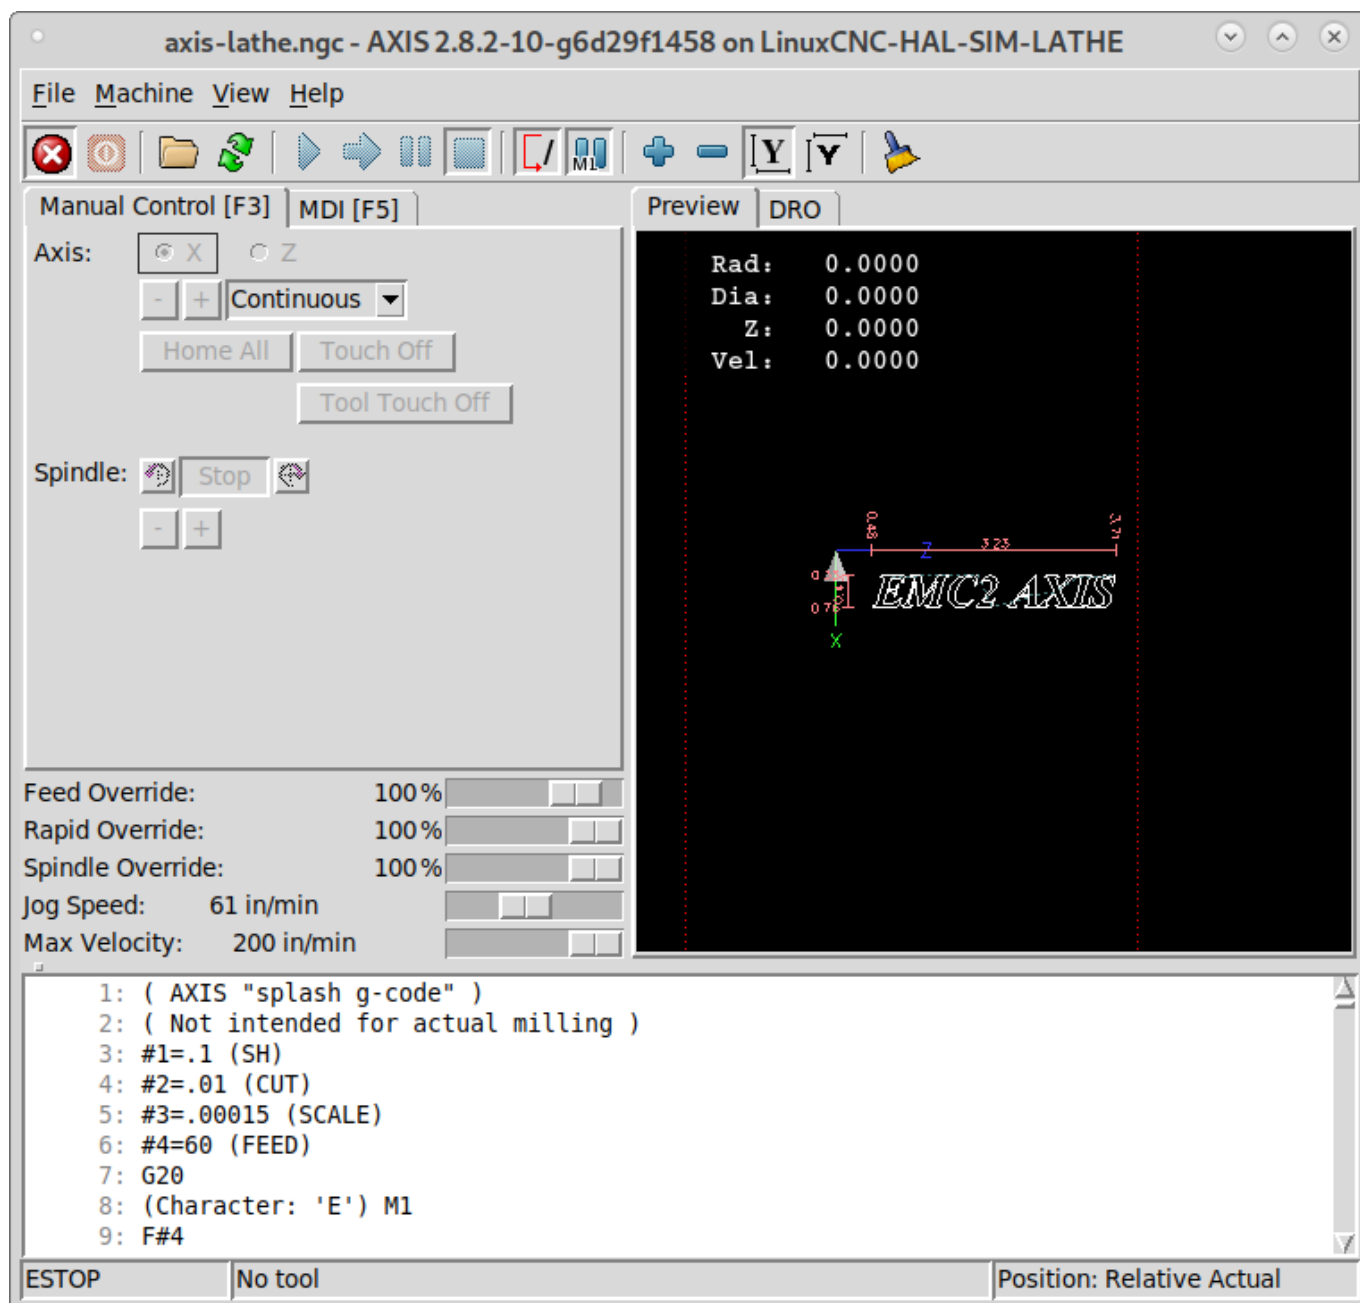 axis-lathe.ngc - AXIS 2.8.2-10-g6d29f1458 on LinuxCNC-HAL-SIM-LATHE
File Machine View Help
M1
Y Y
Manual Control [F3] MDI [F5]
Preview DRO
Axis: X Z
- + Continuous
Home All Touch Off
Tool Touch Off
Spindle: Stop
- +
Rad: 0.0000
Dia: 0.0000
Z: 0.0000
Vel: 0.0000
0.48 3.23 3.71
Z
EMC2 AXIS
X
Feed Override: 100%
Rapid Override: 100%
Spindle Override: 100%
Jog Speed: 61 in/min
Max Velocity: 200 in/min
1: ( AXIS "splash g-code" )
2: ( Not intended for actual milling )
3: #1=.1 (SH)
4: #2=.01 (CUT)
5: #3=.00015 (SCALE)
6: #4=60 (FEED)
7: G20
8: (Character: 'E') M1
9: F#4
ESTOP No tool Position: Relative Actual